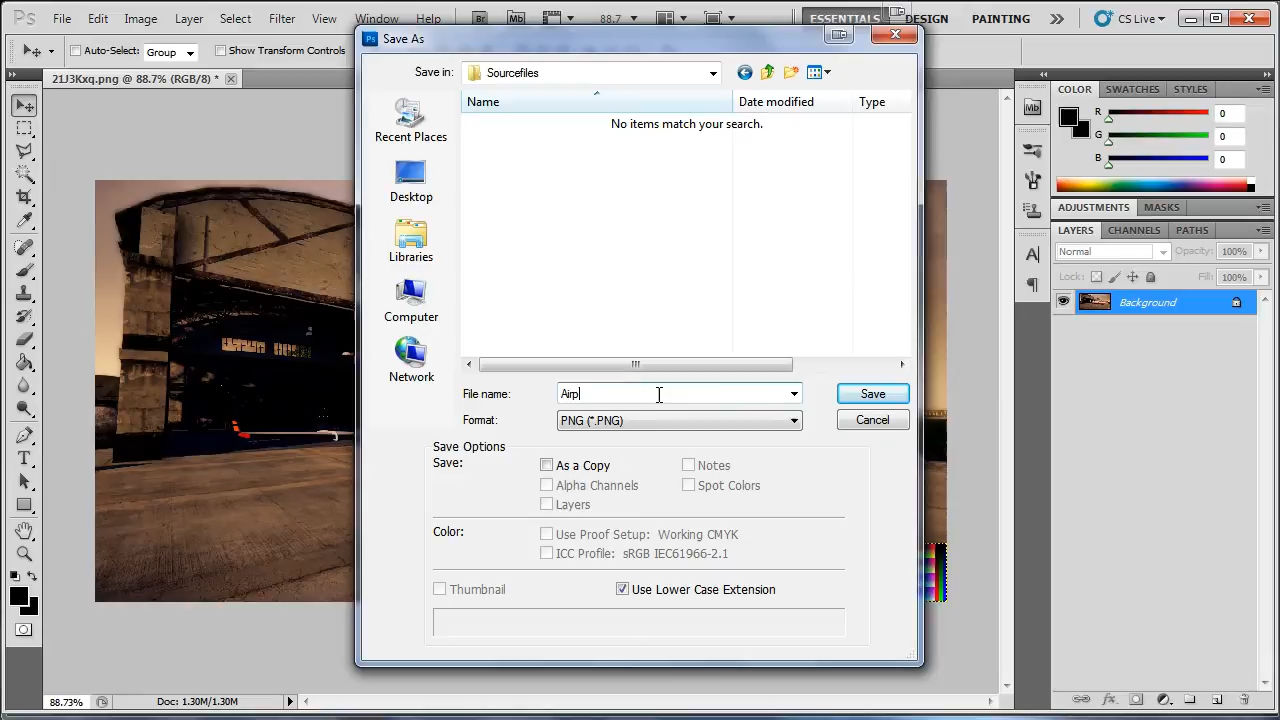 Ps File Edit Image Layer Select Filter View Window Help Br Mb 88.7 ESSENTIALS DESIGN PAINTING CS Live
Auto-Select: Group Show Transform Controls
21J3Kxq.png @ 88.7% (RGB/8) *
Ps Save As
Save in: Sourcefiles
Name Date modified Type
No items match your search.
Recent Places
Desktop
Libraries
Computer
Network
File name: Airp
Save
Format: PNG (*.PNG)
Cancel
Save Options
Save: As a Copy Notes
Alpha Channels Spot Colors
Layers
Color: Use Proof Setup: Working CMYK
ICC Profile: sRGB IEC61966-2.1
Thumbnail Use Lower Case Extension
Mb
COLOR SWATCHES STYLES
R 0
G 0
B 0
ADJUSTMENTS MASKS
LAYERS CHANNELS PATHS
Normal Opacity: 100%
Lock: Fill: 100%
Background
88.73% Doc: 1.30M/1.30M